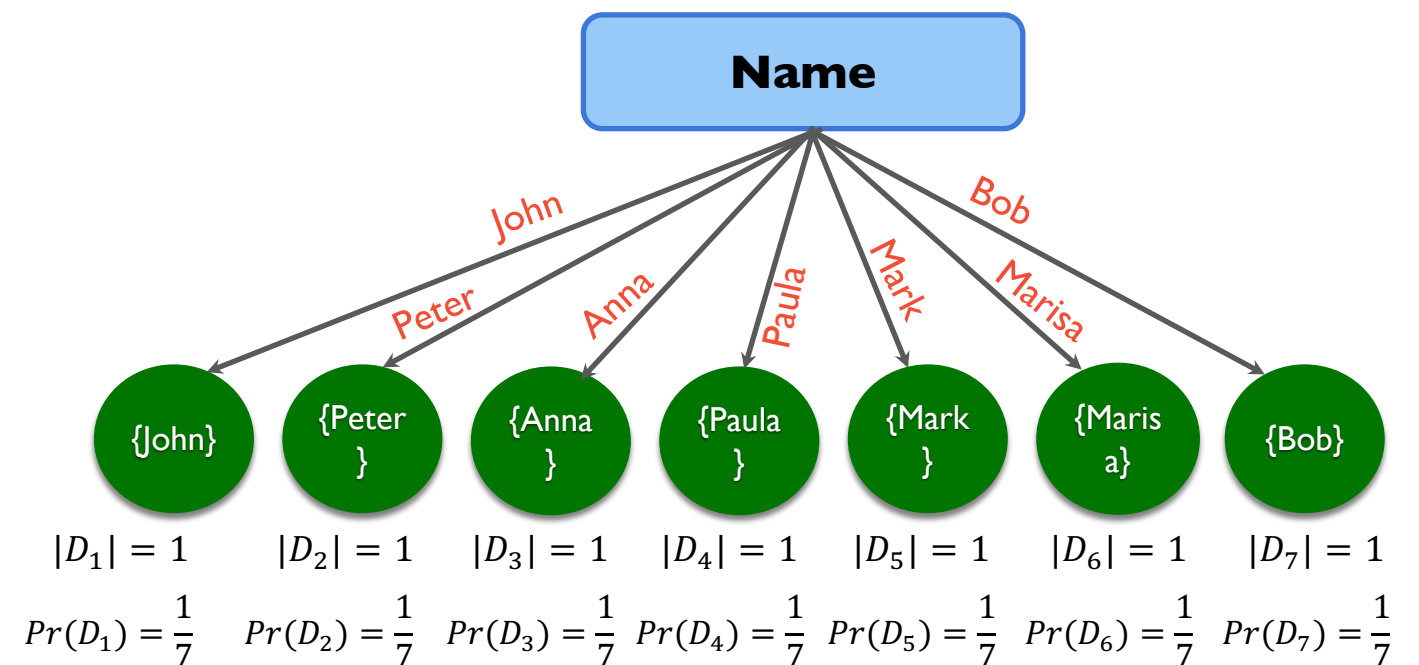 Name
John
Peter
Anna
Paula
Mark
Marisa
Bob
{John}
{Peter
}
{Anna
}
{Paula
}
{Mark
}
{Maris
a}
{Bob}
|D₁| = 1 |D₂| = 1 |D₃| = 1 |D₄| = 1 |D₅| = 1 |D₆| = 1 |D₇| = 1
Pr(D₁) = 1/7 Pr(D₂) = 1/7 Pr(D₃) = 1/7 Pr(D₄) = 1/7 Pr(D₅) = 1/7 Pr(D₆) = 1/7 Pr(D₇) = 1/7